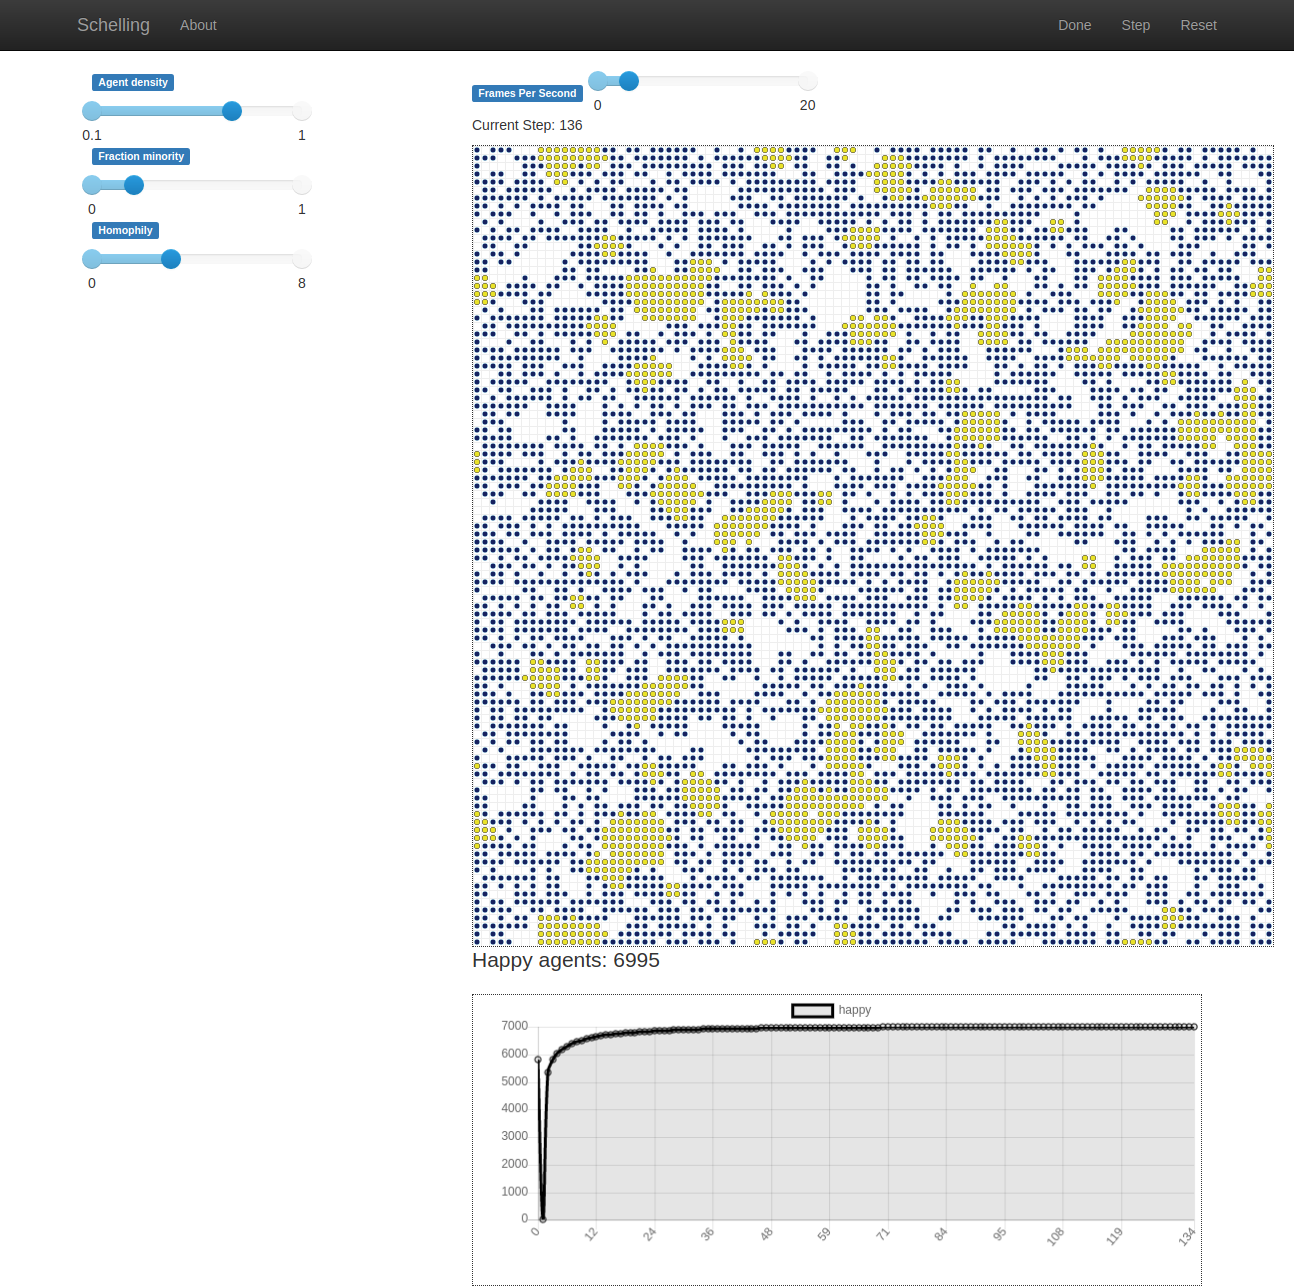 Schelling About Done Step Reset
Agent density
0.1 1
Fraction minority
0 1
Homophily
0 8
Frames Per Second
0 20
Current Step: 136
Happy agents: 6995
happy
7000
6000
5000
4000
3000
2000
1000
0
0 12 24 36 48 59 71 84 95 108 119 134